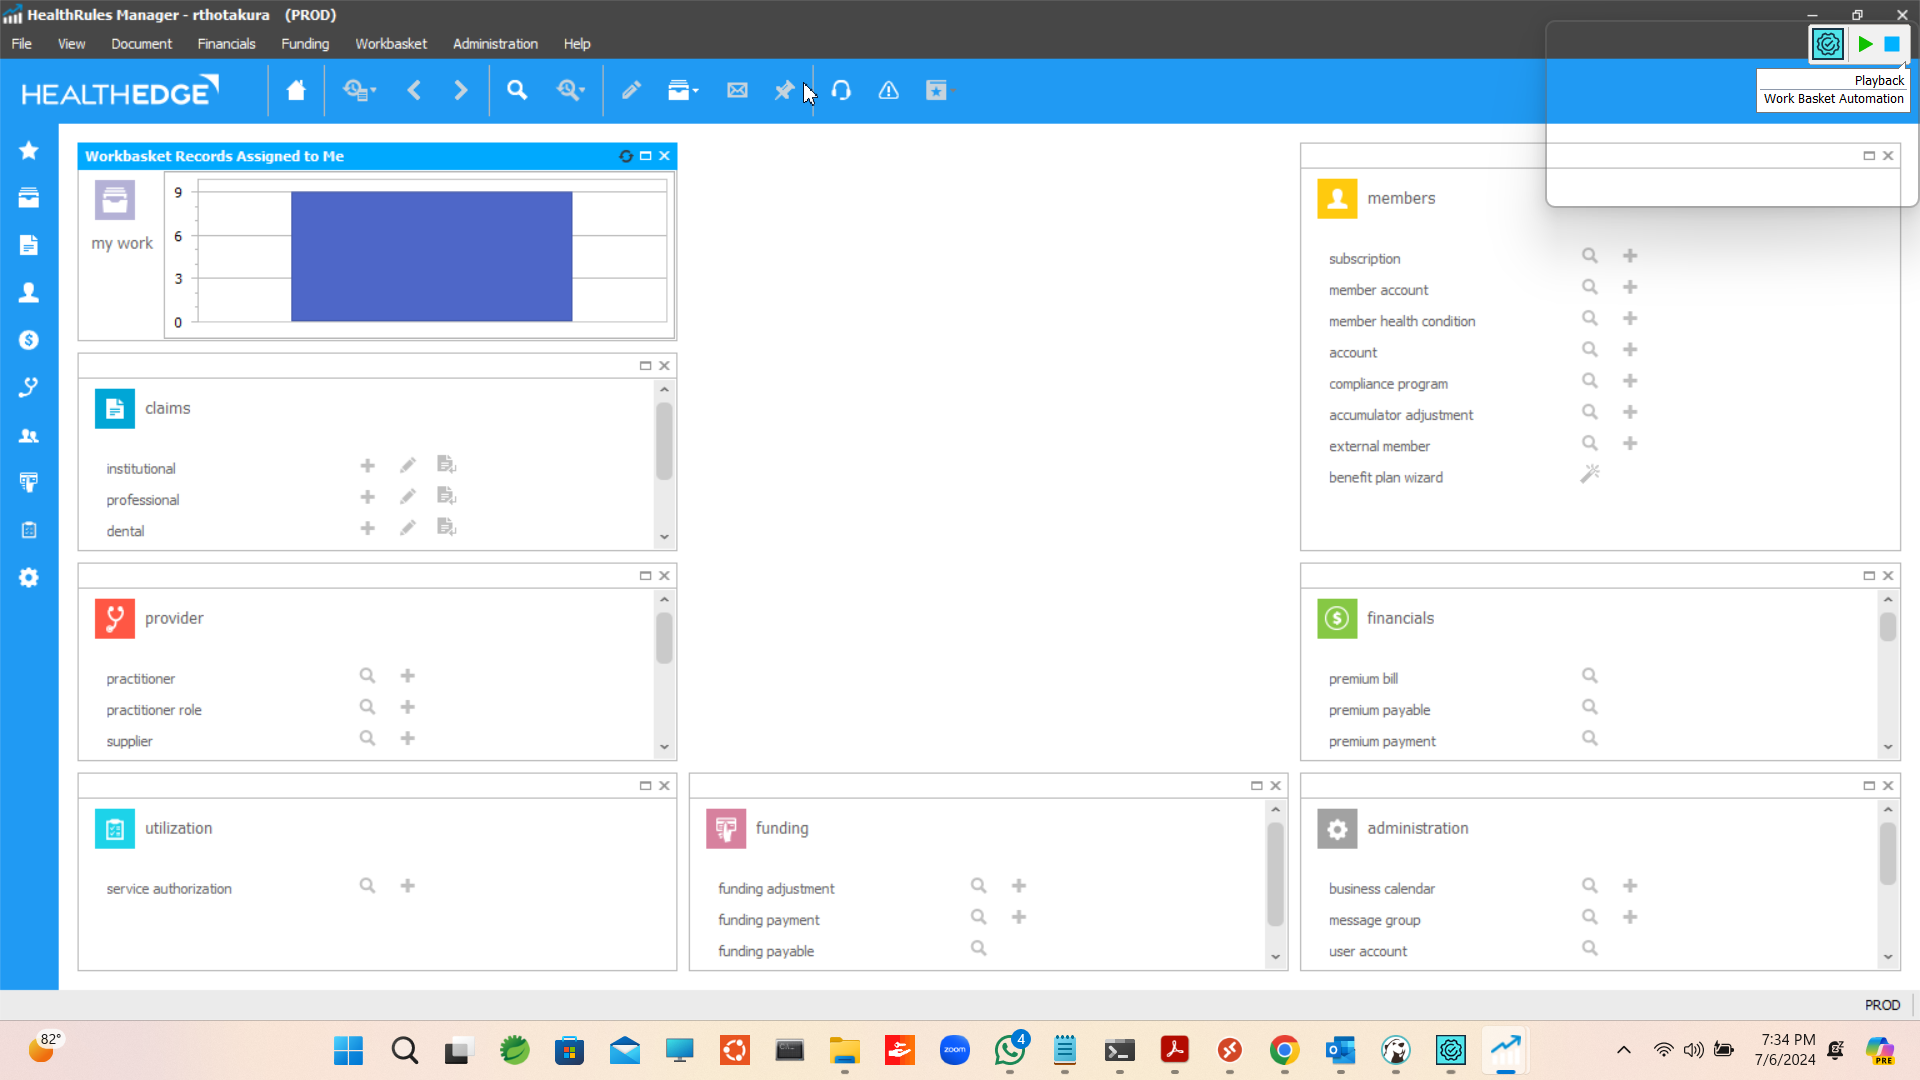 HealthRules Manager - rthotakura (PROD)
File View Document Financials Funding Workbasket Administration Help
Playback
Work Basket Automation
HEALTHEDGE
Workbasket Records Assigned to Me
my work
9
6
3
0
members
subscription
member account
member health condition
account
compliance program
accumulator adjustment
external member
benefit plan wizard
claims
institutional
professional
dental
provider
practitioner
practitioner role
supplier
financials
premium bill
premium payable
premium payment
utilization
service authorization
funding
funding adjustment
funding payment
funding payable
administration
business calendar
message group
user account
PROD
82°
zoom
4
7:34 PM
7/6/2024
PRE